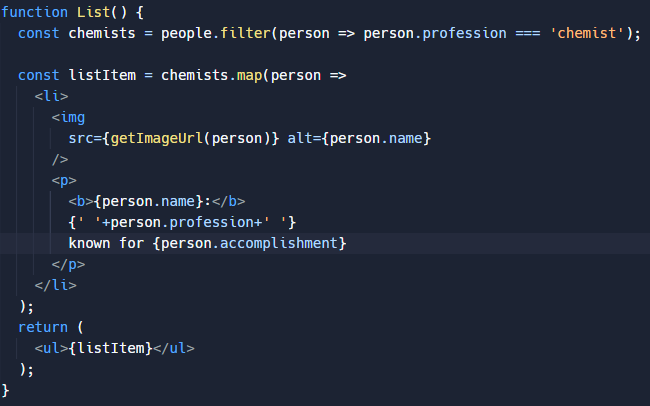 function List() {
  const chemists = people.filter(person => person.profession === 'chemist');

  const listItem = chemists.map(person =>
    <li>
      <img
        src={getImageUrl(person)} alt={person.name}
      />
      <p>
        <b>{person.name}:</b>
        {' '+person.profession+' '}
        known for {person.accomplishment}
      </p>
    </li>
  );
  return (
    <ul>{listItem}</ul>
  );
}